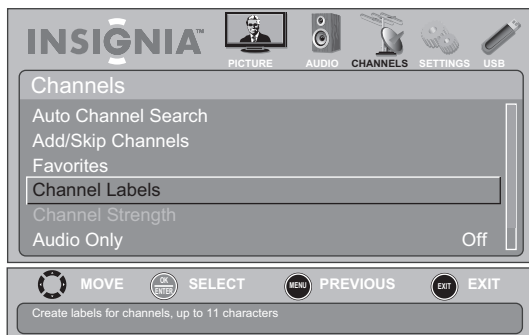 INSIGNIA™
PICTURE AUDIO CHANNELS SETTINGS USB
Channels
Auto Channel Search
Add/Skip Channels
Favorites
Channel Labels
Channel Strength
Audio Only Off
MOVE OK ENTER SELECT MENU PREVIOUS EXIT EXIT
Create labels for channels, up to 11 characters